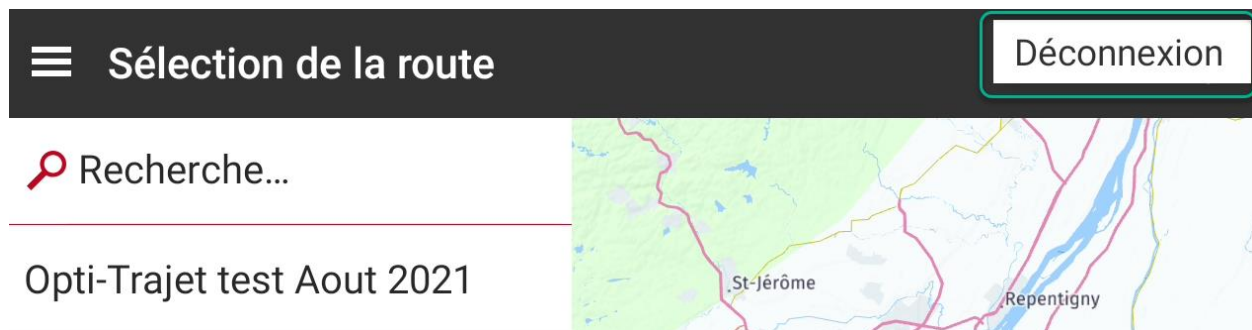 Sélection de la route
Déconnexion
Recherche...
Opti-Trajet test Aout 2021
St-Jérôme
Repentigny